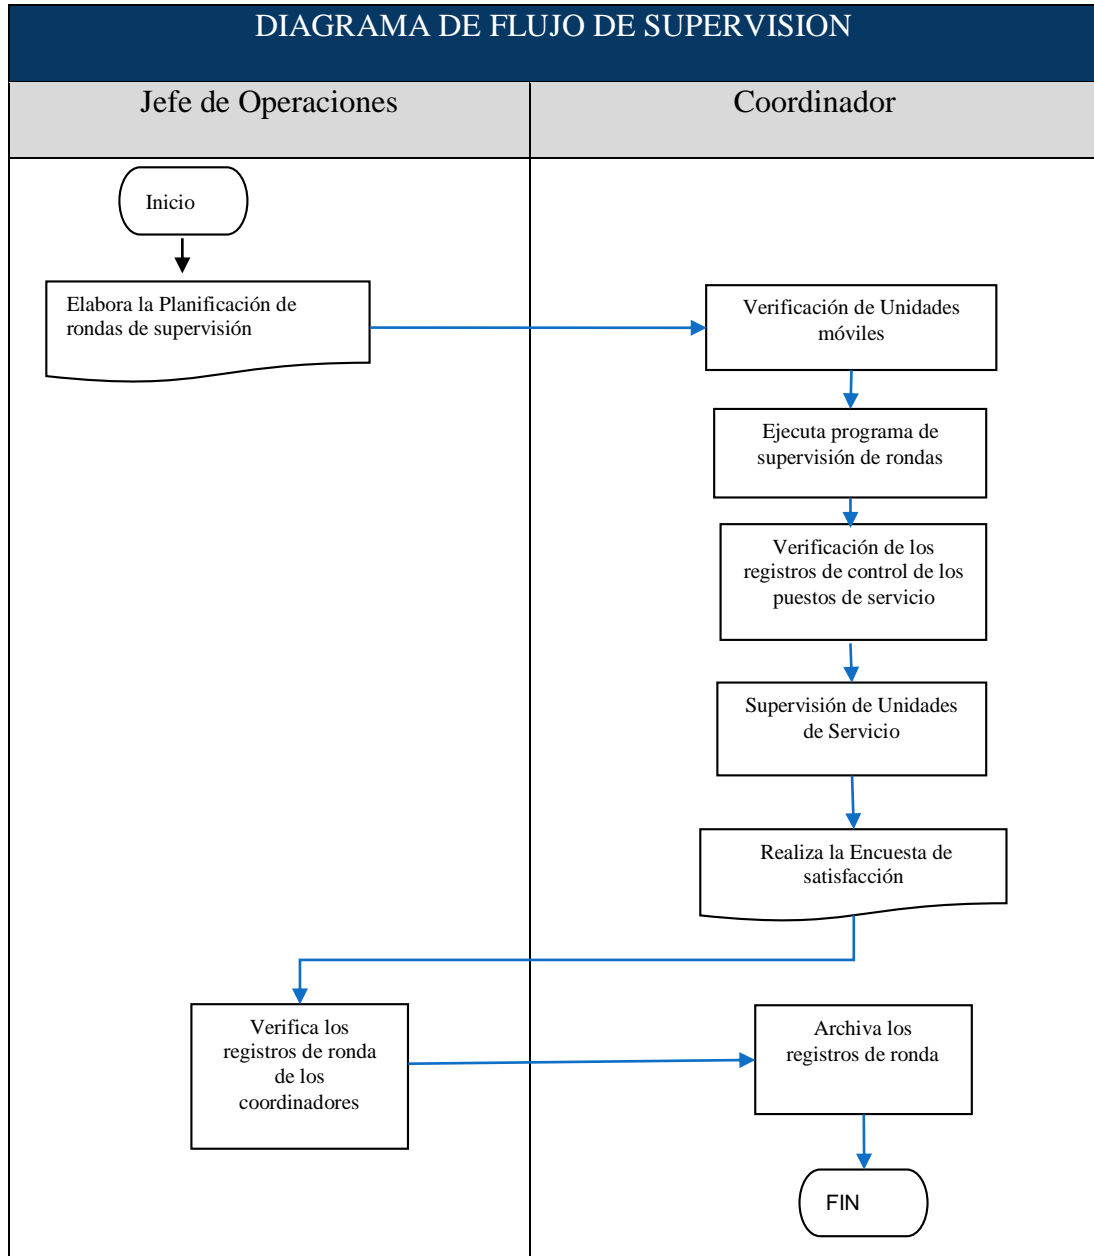 DIAGRAMA DE FLUJO DE SUPERVISION
Jefe de Operaciones
Coordinador
Inicio
Elabora la Planificación de
rondas de supervisión
Verificación de Unidades
móviles
Ejecuta programa de
supervisión de rondas
Verificación de los
registros de control de los
puestos de servicio
Supervisión de Unidades
de Servicio
Realiza la Encuesta de
satisfacción
Verifica los
registros de ronda
de los
coordinadores
Archiva los
registros de ronda
FIN